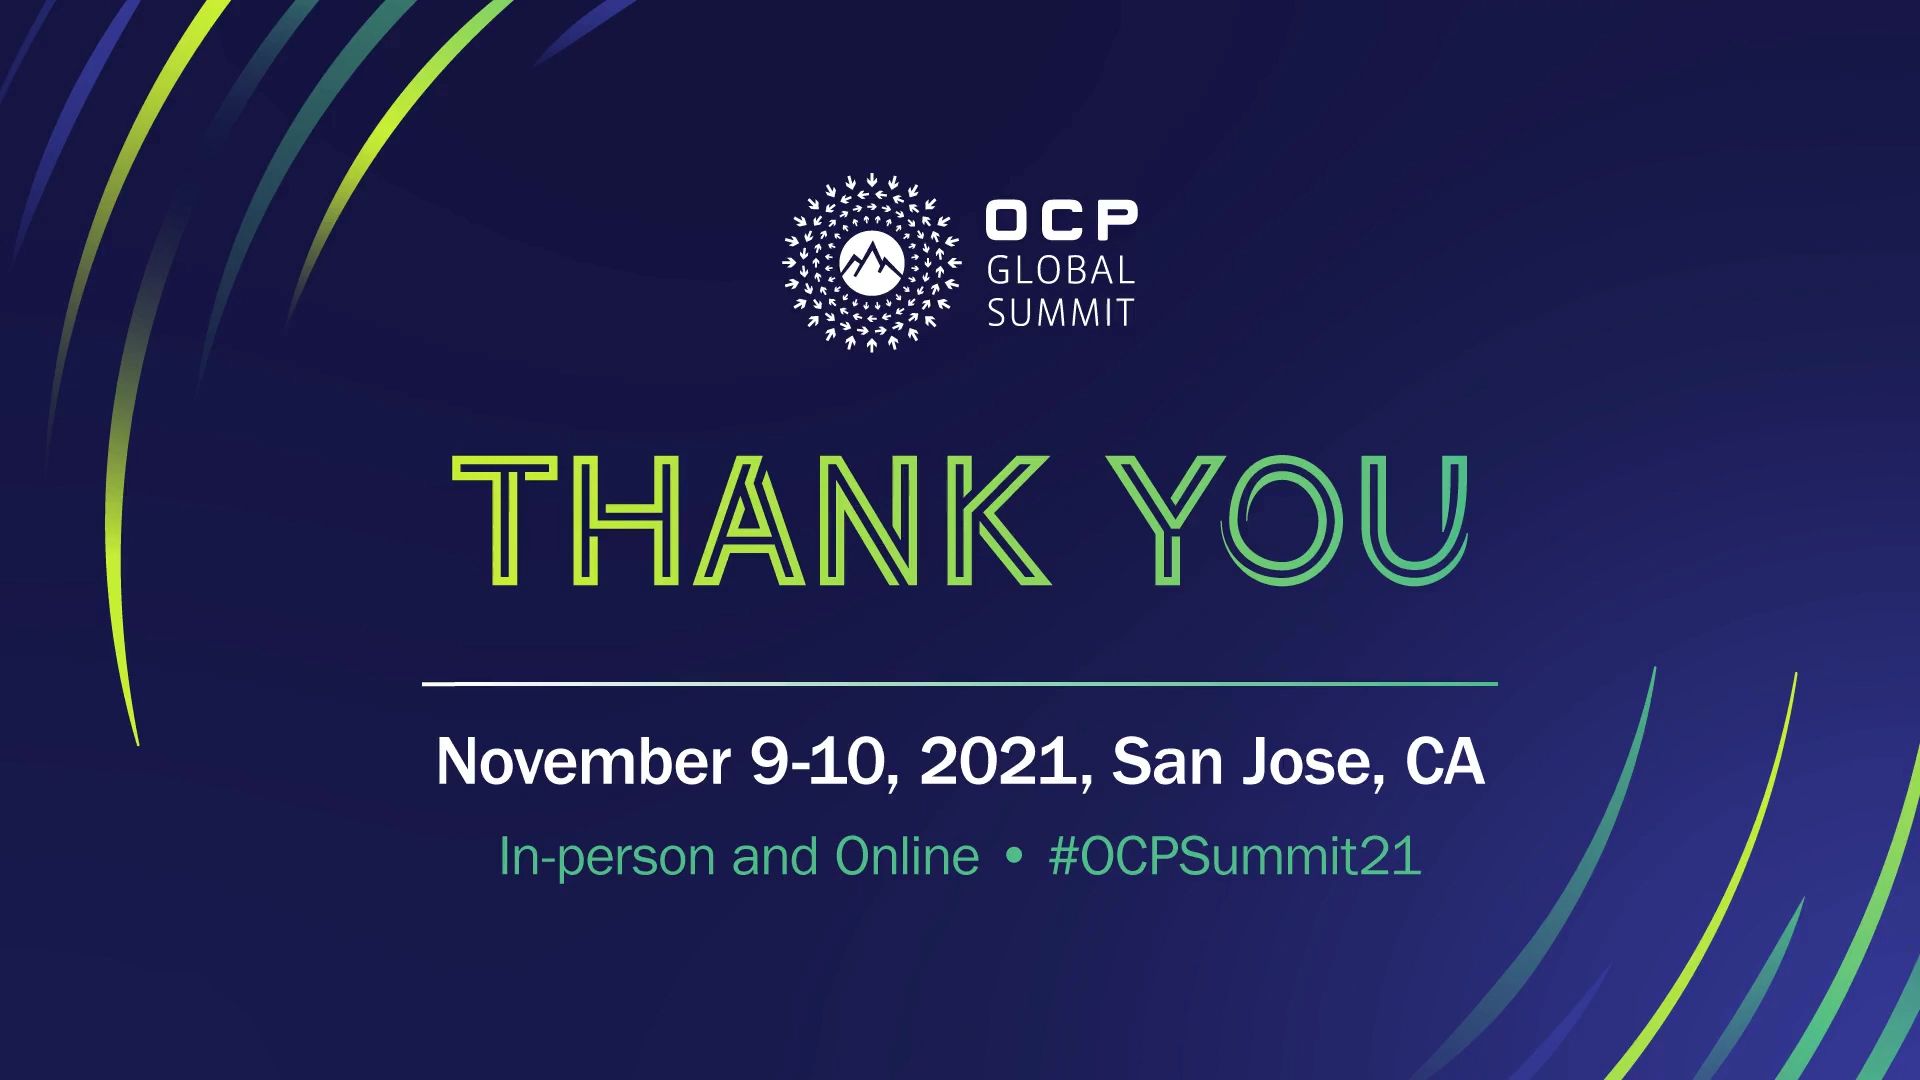 OCP
GLOBAL
SUMMIT
THANK YOU
November 9-10, 2021, San Jose, CA
In-person and Online • #OCPSummit21